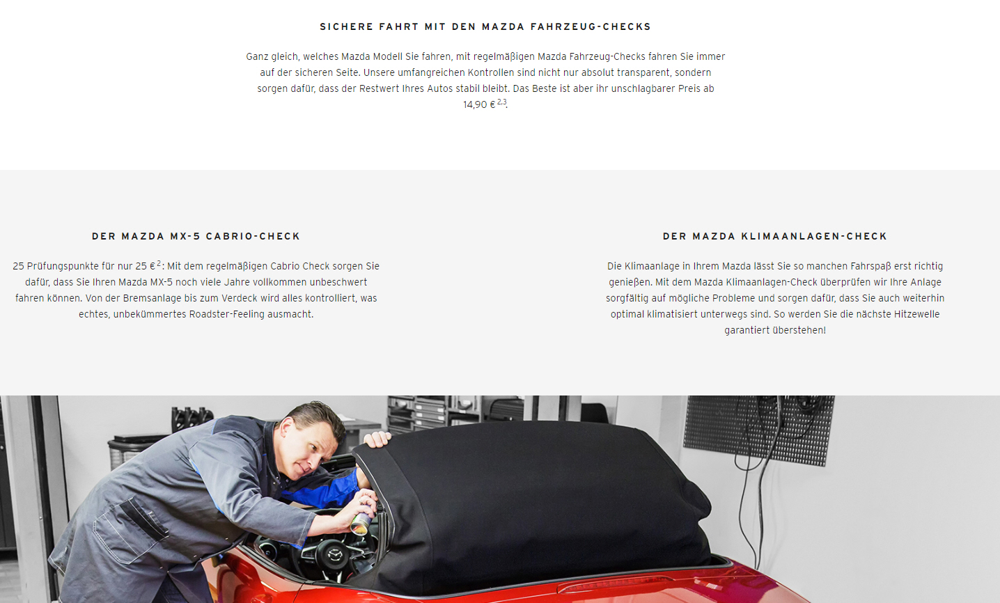 SICHERE FAHRT MIT DEN MAZDA FAHRZEUG-CHECKS
Ganz gleich, welches Mazda Modell Sie fahren, mit regelmäßigen Mazda Fahrzeug-Checks fahren Sie immer
auf der sicheren Seite. Unsere umfangreichen Kontrollen sind nicht nur absolut transparent, sondern
sorgen dafür, dass der Restwert Ihres Autos stabil bleibt. Das Beste ist aber ihr unschlagbarer Preis ab
14,90 € 2,3.
DER MAZDA MX-5 CABRIO-CHECK
25 Prüfungspunkte für nur 25 € 2: Mit dem regelmäßigen Cabrio Check sorgen Sie
dafür, dass Sie Ihren Mazda MX-5 noch viele Jahre vollkommen unbeschwert
fahren können. Von der Bremsanlage bis zum Verdeck wird alles kontrolliert, was
echtes, unbekümmertes Roadster-Feeling ausmacht.
DER MAZDA KLIMAANLAGEN-CHECK
Die Klimaanlage in Ihrem Mazda lässt Sie so manchen Fahrspaß erst richtig
genießen. Mit dem Mazda Klimaanlagen-Check überprüfen wir Ihre Anlage
sorgfältig auf mögliche Probleme und sorgen dafür, dass Sie auch weiterhin
optimal klimatisiert unterwegs sind. So werden Sie die nächste Hitzewelle
garantiert überstehen!